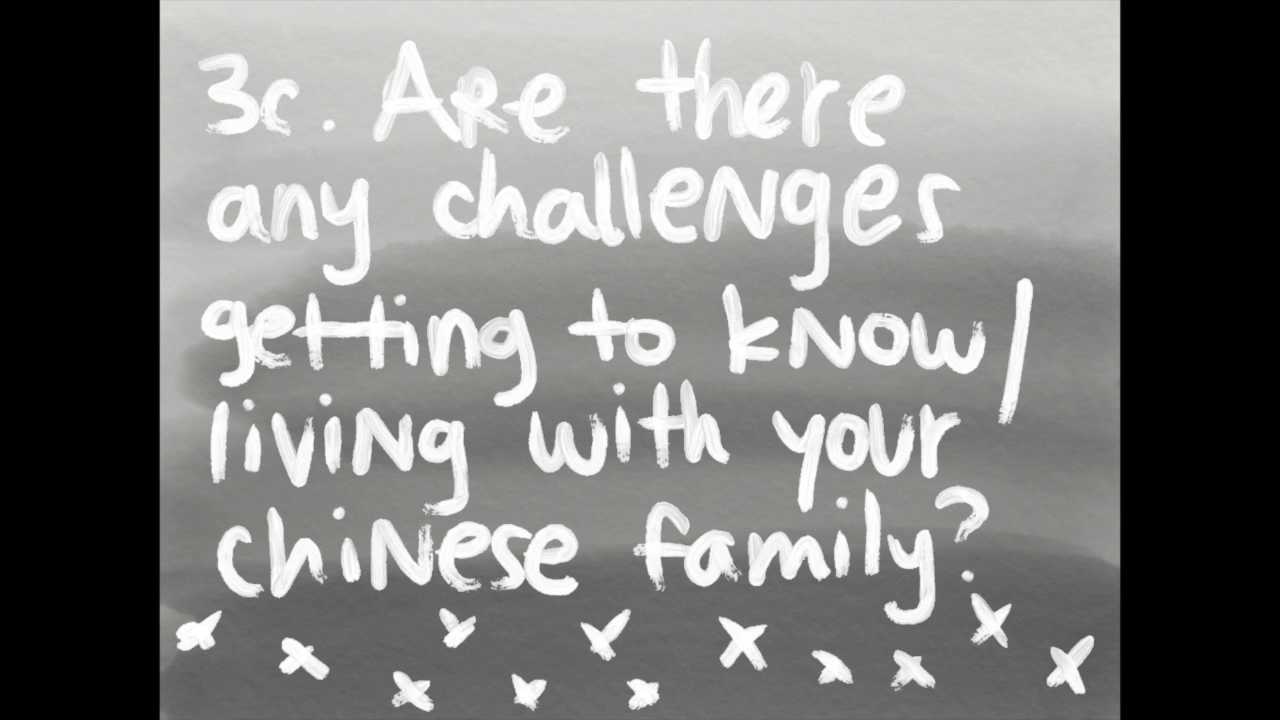 3c. Are there
any challenges
getting to know/
living with your
chinese family?